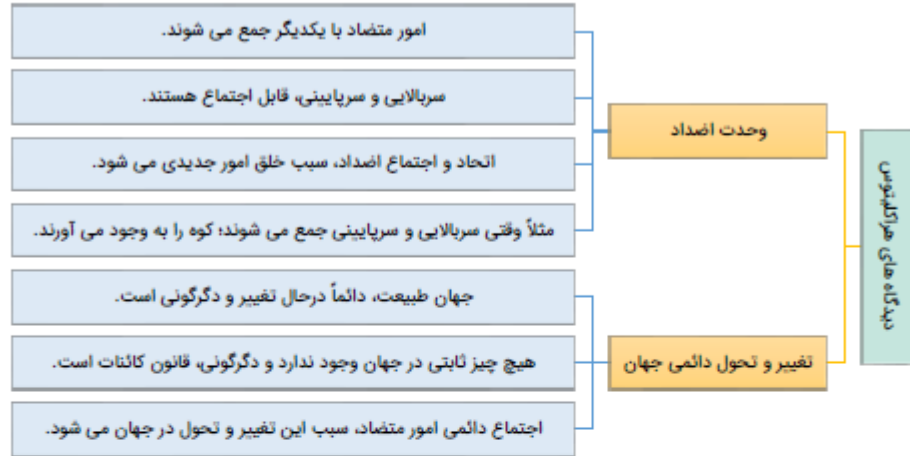 دیدگاه های هراکلیتوس
وحدت اضداد
امور متضاد با یکدیگر جمع می شوند.
سربالایی و سرپایینی، قابل اجتماع هستند.
اتحاد و اجتماع اضداد، سبب خلق امور جدیدی می شود.
مثلاً وقتی سربالایی و سرپایینی جمع می شوند؛ کوه را به وجود می آورند.
تغییر و تحول دائمی جهان
جهان طبیعت، دائماً درحال تغییر و دگرگونی است.
هیچ چیز ثابتی در جهان وجود ندارد و دگرگونی، قانون کائنات است.
اجتماع دائمی امور متضاد، سبب این تغییر و تحول در جهان می شود.